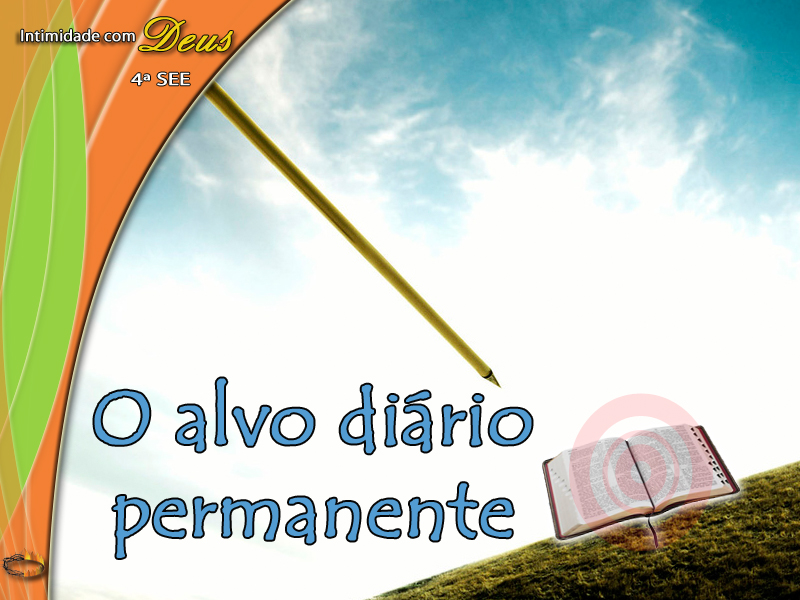 Intimidade com Deus
4ª SEE
O alvo diário
permanente